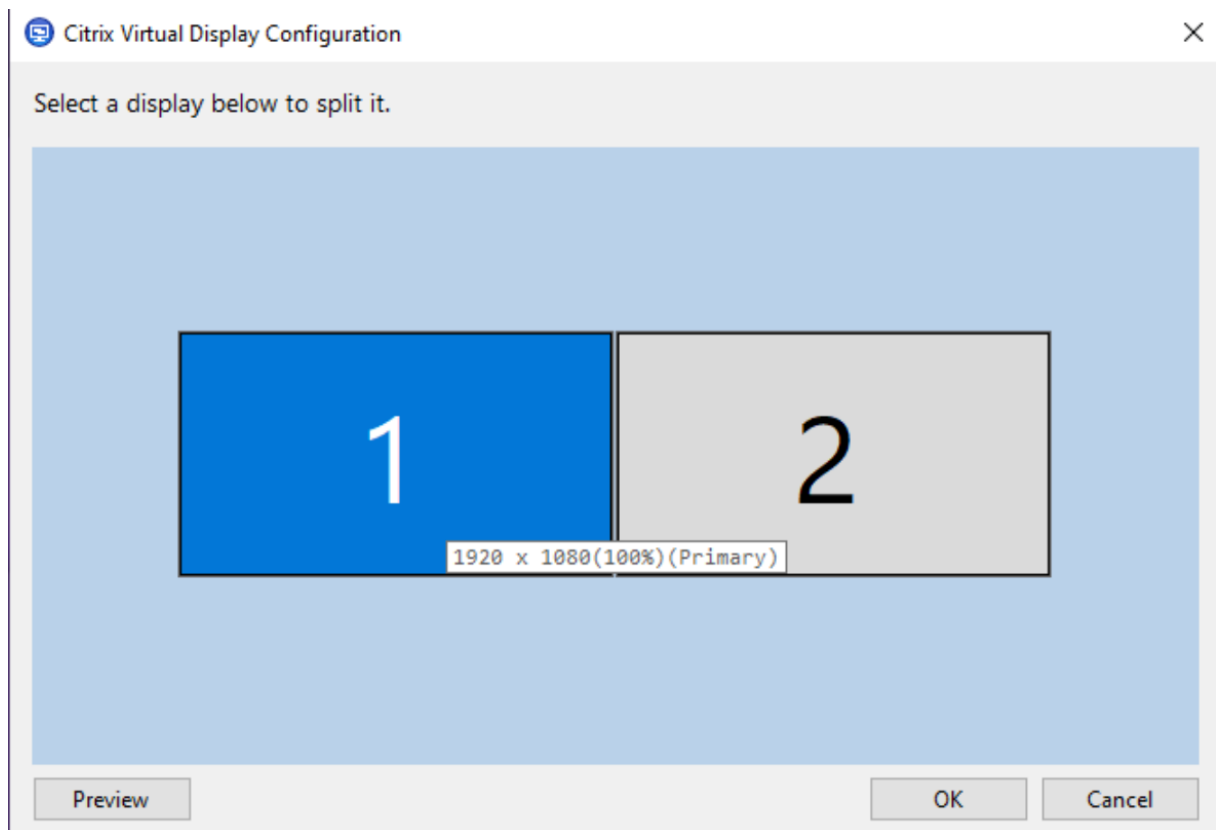 Citrix Virtual Display Configuration
Select a display below to split it.
1
2
1920 x 1080(100%)(Primary)
Preview
OK
Cancel